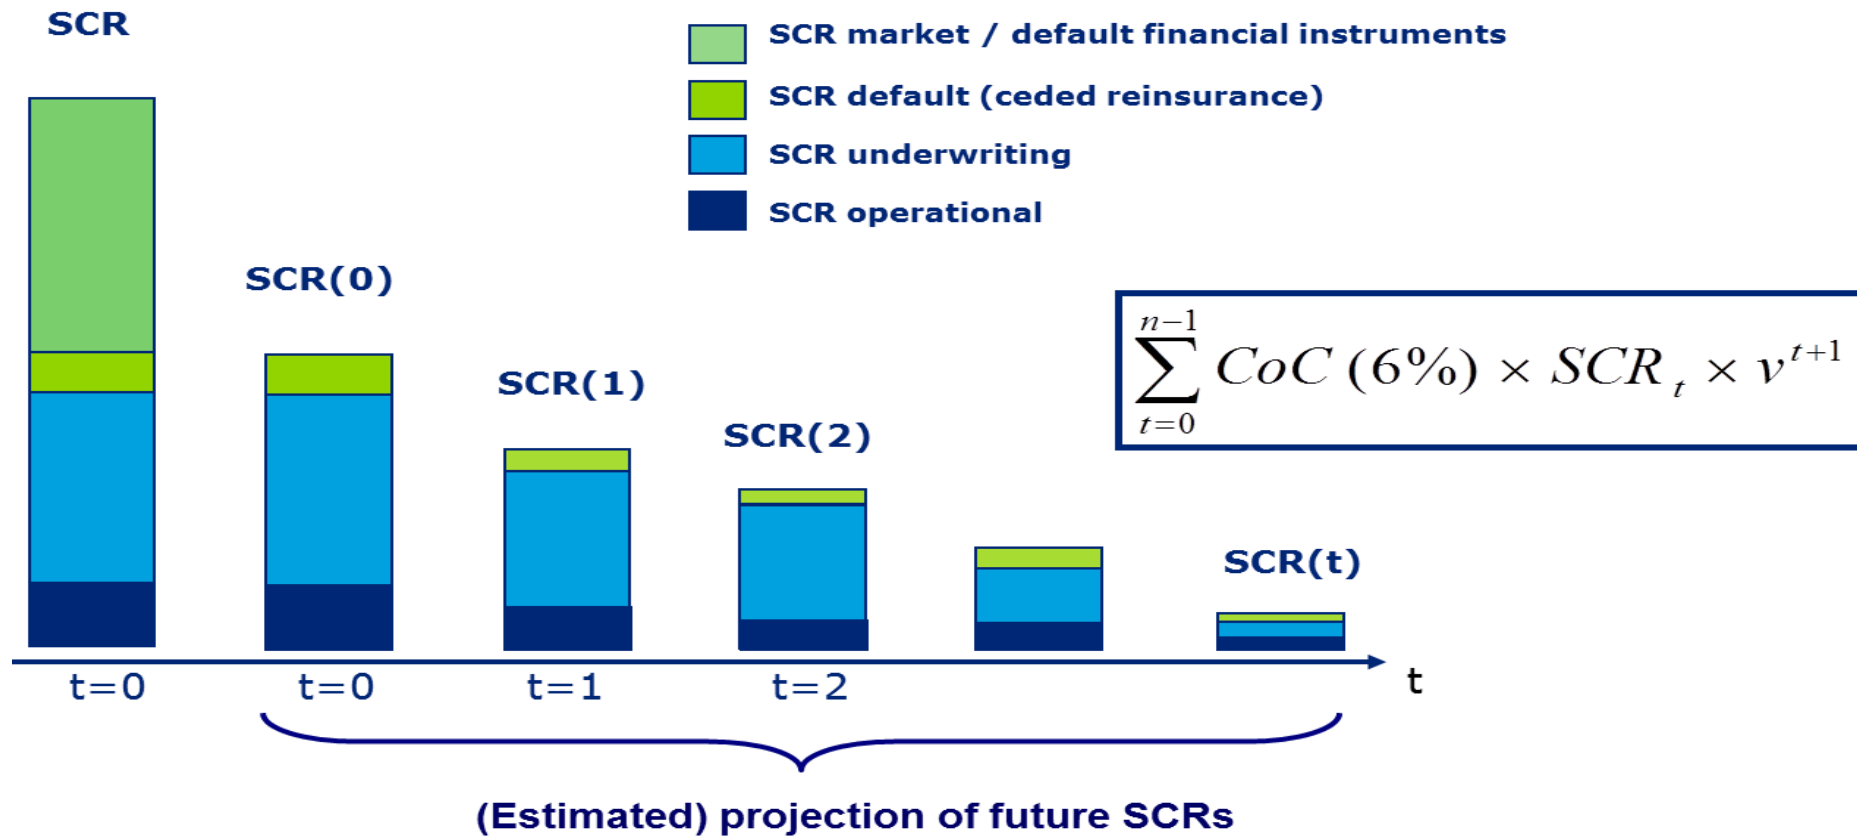 SCR
SCR market / default financial instruments
SCR default (ceded reinsurance)
SCR underwriting
SCR operational
SCR(0)
SCR(1)
SCR(2)
SCR(t)
n−1
∑ CoC (6%) × SCR_t × v^{t+1}
t=0
t=0
t=0
t=1
t=2
t
(Estimated) projection of future SCRs